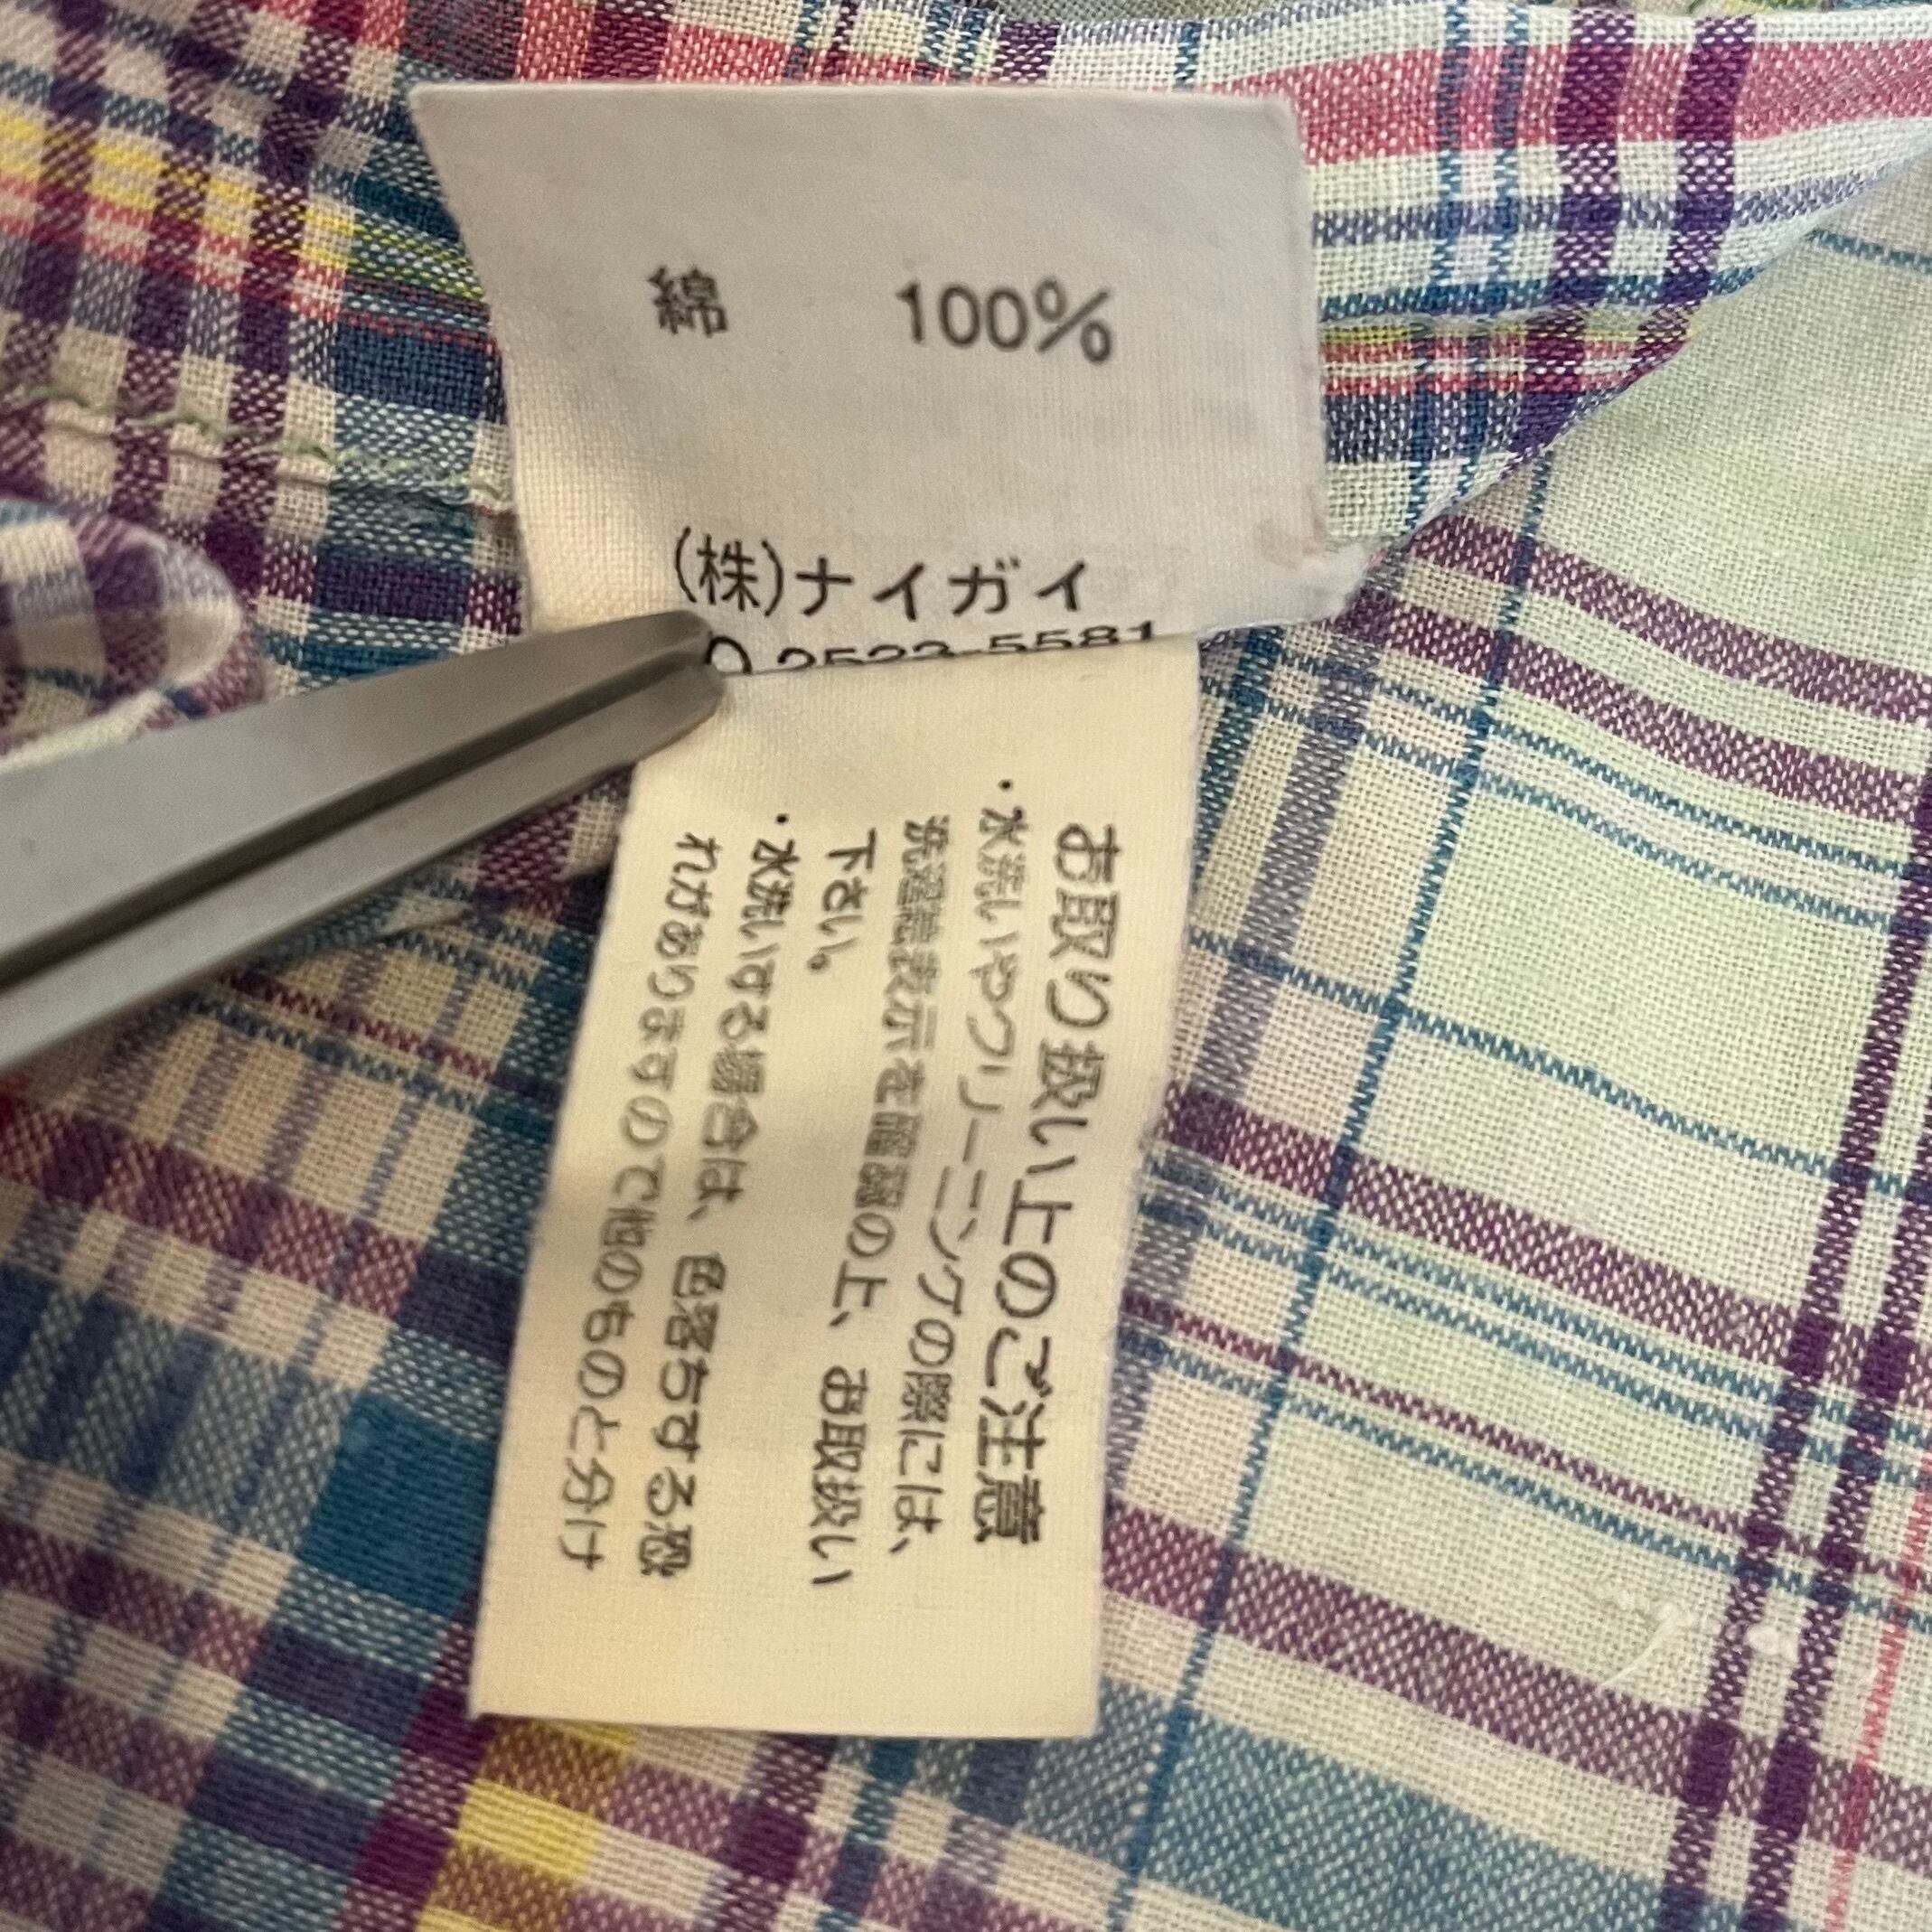 綿 100%
(株)ナイガイ
2523-5581
お取り扱い上のご注意
・水洗いやクリーニングの際には、
洗濯絵表示を確認の上、お取扱い
下さい。
・水洗いする場合は、色落ちする恐
れがありますので他のものと分け